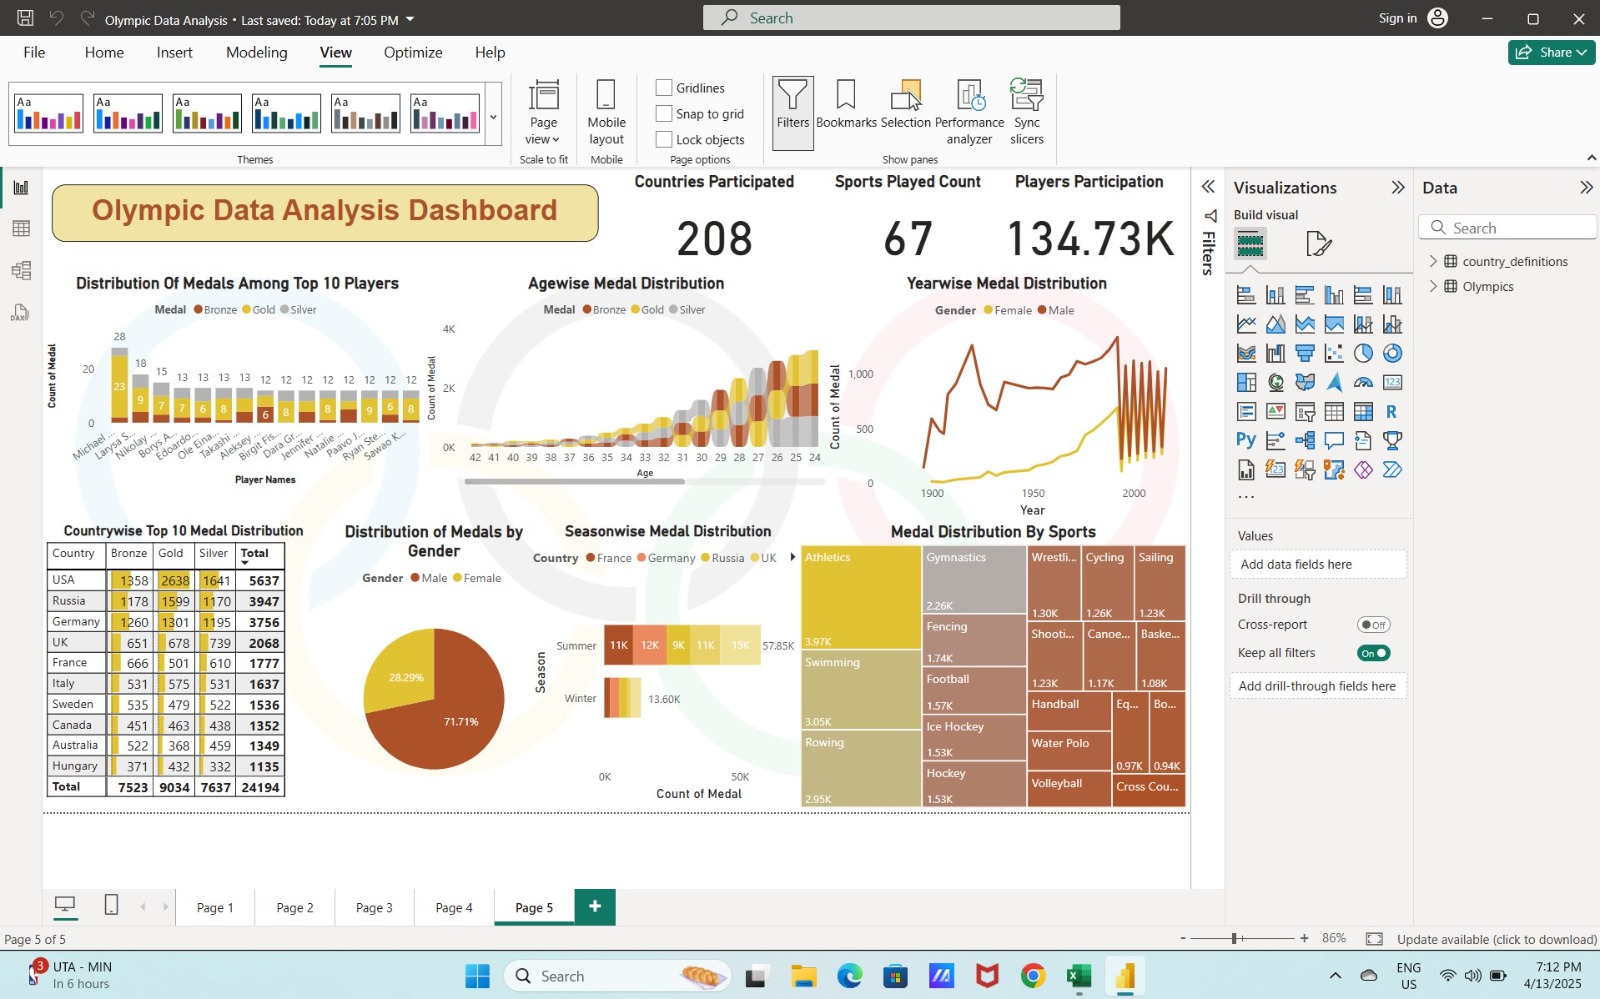 Olympic Data Analysis • Last saved: Today at 7:05 PM
Search
Sign in
File
Home
Insert
Modeling
View
Optimize
Help
Share
Aa
Aa
Aa
Aa
Aa
Aa
Themes
Page view
Scale to fit
Mobile layout
Mobile
Gridlines
Snap to grid
Lock objects
Page options
Filters
Bookmarks
Selection
Performance analyzer
Sync slicers
Show panes
DAX
Olympic Data Analysis Dashboard
Countries Participated
208
Sports Played Count
67
Players Participation
134.73K
Distribution Of Medals Among Top 10 Players
Medal Bronze Gold Silver
Count of Medal
20
0
28 18 15 13 13 13 13 12 12 12 12 12 12 12 12
23 9 7 7 6 8 6 8 8 9 6 8
Michael ...
Larysa S...
Nikolay ...
Borys A...
Edoardo...
Ole Eina...
Takashi ...
Aleksey ...
Birgit Fis...
Dara Gr...
Jennifer ...
Natalie ...
Paavo J...
Ryan Ste...
Sawao K...
Player Names
Agewise Medal Distribution
Medal Bronze Gold Silver
Count of Medal
4K
2K
0K
42 41 40 39 38 37 36 35 34 33 32 31 30 29 28 27 26 25 24
Age
Yearwise Medal Distribution
Gender Female Male
Count of Medal
1,000
500
0
1900 1950 2000
Year
Countrywise Top 10 Medal Distribution
Country Bronze Gold Silver Total
USA 1358 2638 1641 5637
Russia 1178 1599 1170 3947
Germany 1260 1301 1195 3756
UK 651 678 739 2068
France 666 501 610 1777
Italy 531 575 531 1637
Sweden 535 479 522 1536
Canada 451 463 438 1352
Australia 522 368 459 1349
Hungary 371 432 332 1135
Total 7523 9034 7637 24194
Distribution of Medals by
Gender
Gender Male Female
28.29%
71.71%
Seasonwise Medal Distribution
Country France Germany Russia UK
Season
Summer 11K 12K 9K 11K 15K 57.85K
Winter 13.60K
0K 50K
Count of Medal
Medal Distribution By Sports
Athletics
3.97K
Swimming
3.05K
Rowing
2.95K
Gymnastics
2.26K
Fencing
1.74K
Football
1.57K
Ice Hockey
1.53K
Hockey
1.53K
Wrestli...
1.30K
Cycling
1.26K
Sailing
1.23K
Shooti...
1.23K
Canoe...
1.17K
Baske...
1.08K
Handball
Water Polo
Volleyball
Eq...
0.97K
Bo...
0.94K
Cross Cou...
Filters
Visualizations
Build visual
123
R
Py
123
...
Values
Add data fields here
Drill through
Cross-report
Off
Keep all filters
On
Add drill-through fields here
Data
Search
country_definitions
Olympics
Page 1
Page 2
Page 3
Page 4
Page 5
+
Page 5 of 5
- + 86%
Update available (click to download)
3
UTA - MIN
In 6 hours
Search
ENG
US
7:12 PM
4/13/2025